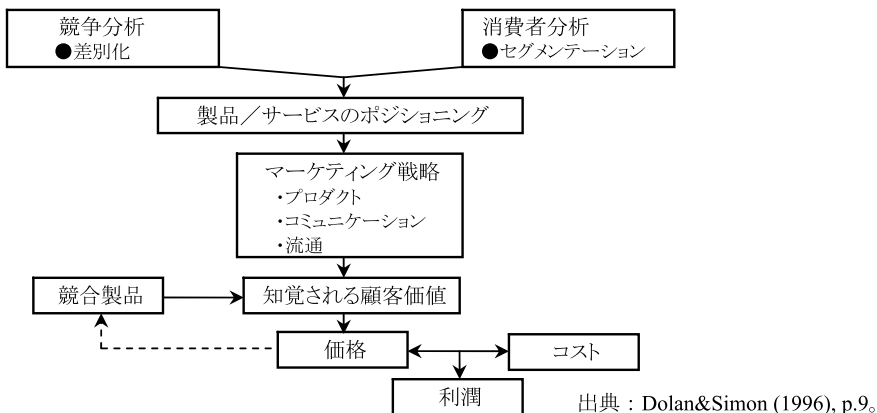 競争分析
●差別化
消費者分析
●セグメンテーション
製品／サービスのポジショニング
マーケティング戦略
・プロダクト
・コミュニケーション
・流通
競合製品
知覚される顧客価値
価格
コスト
利潤
出典：Dolan&Simon (1996), p.9。